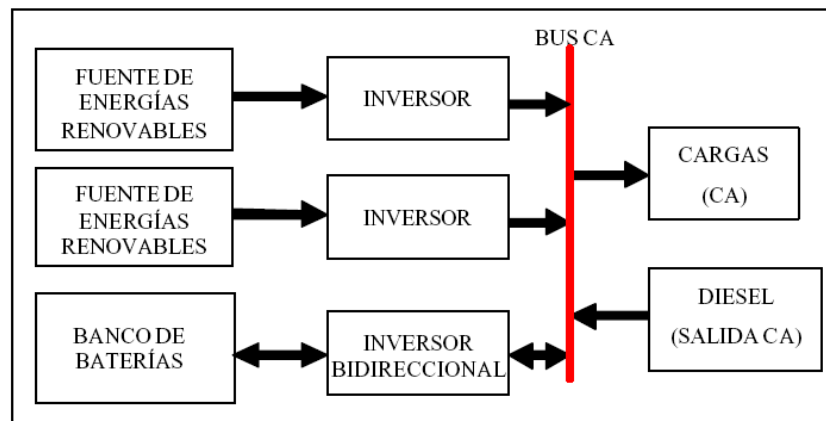 BUS CA
FUENTE DE
ENERGÍAS
RENOVABLES
INVERSOR
CARGAS
(CA)
FUENTE DE
ENERGÍAS
RENOVABLES
INVERSOR
DIESEL
(SALIDA CA)
BANCO DE
BATERÍAS
INVERSOR
BIDIRECCIONAL